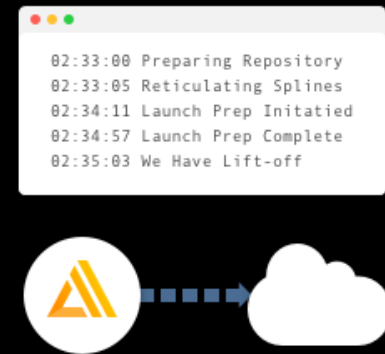 02:33:00 Preparing Repository
02:33:05 Reticulating Splines
02:34:11 Launch Prep Initatied
02:34:57 Launch Prep Complete
02:35:03 We Have Lift-off